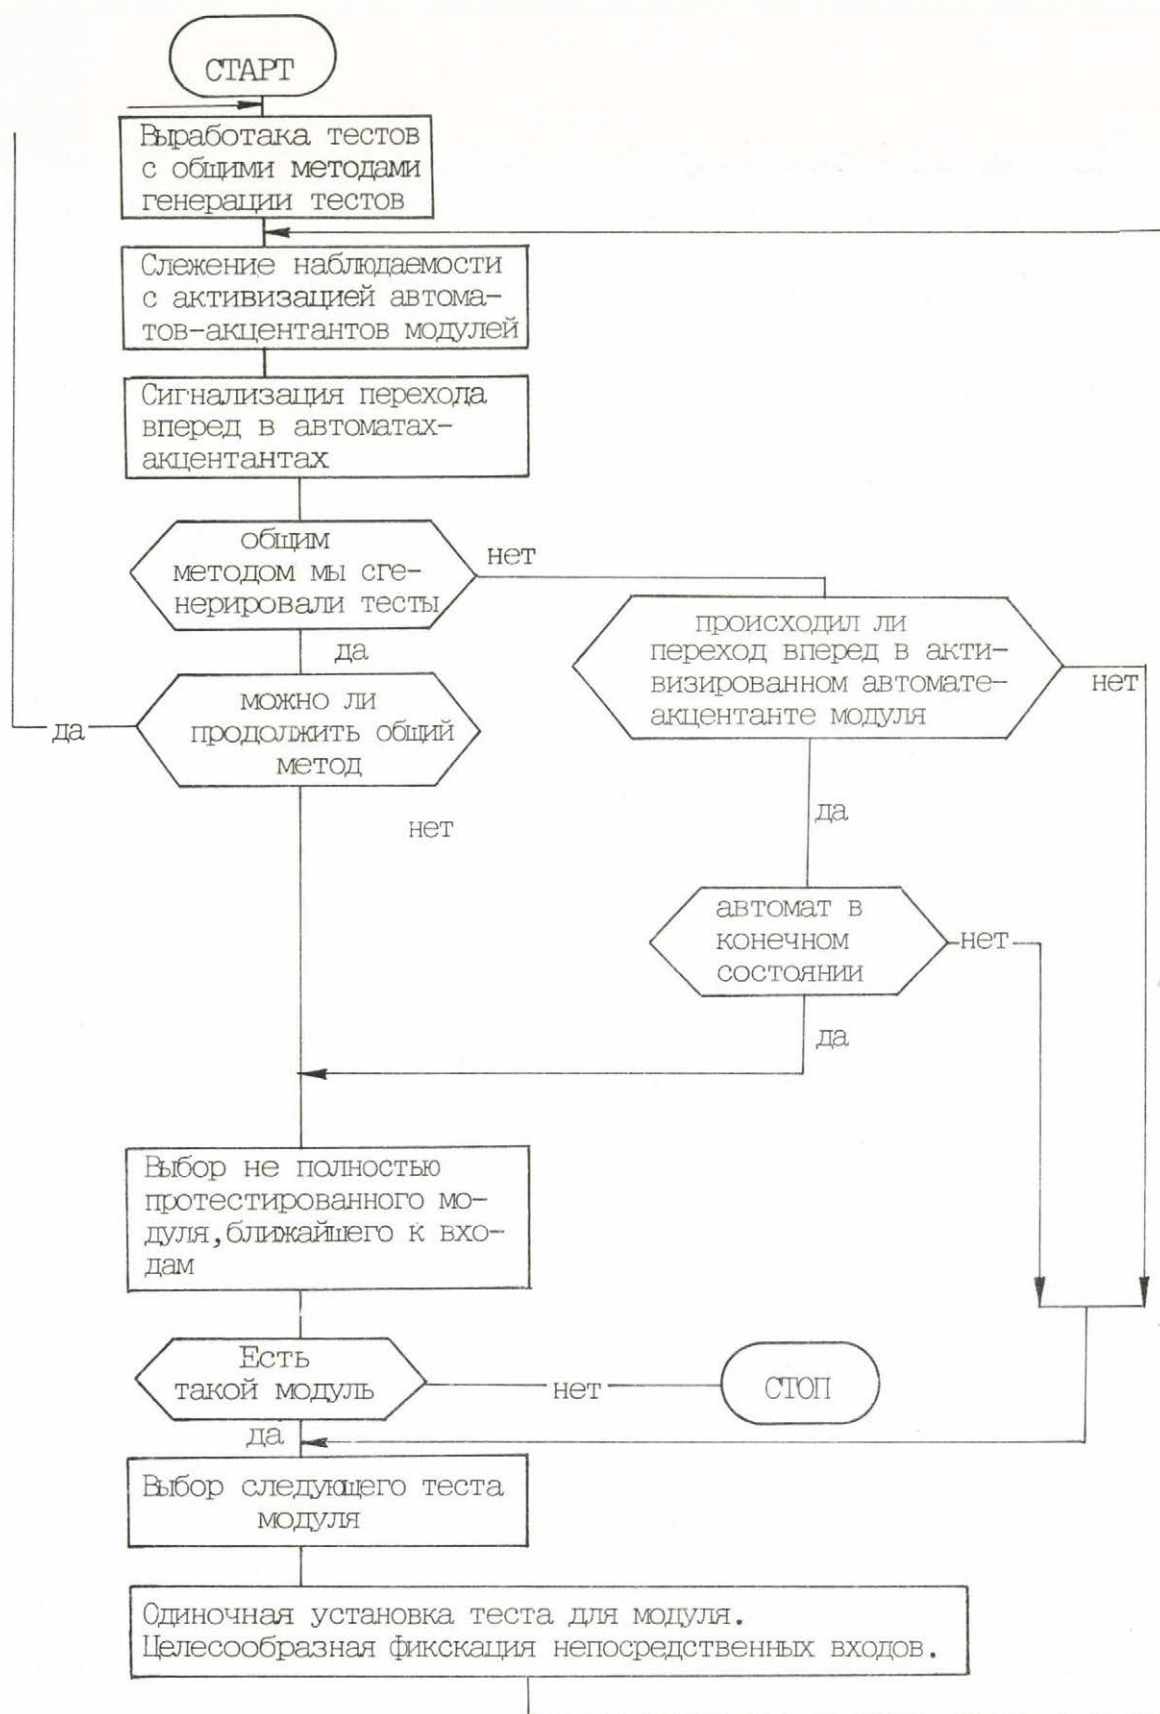 СТАРТ
Выработака тестов
с общими методами
генерации тестов
Слежение наблюдаемости
с активизацией автома-
тов-акцентантов модулей
Сигнализация перехода
вперед в автоматах-
акцентантах
общим
методом мы сге-
нерировали тесты
нет
да
происходил ли
переход вперед в акти-
визированном автомате-
акцентанте модуля
нет
можно ли
продолжить общий
метод
да
нет
да
автомат в
конечном
состоянии
нет
да
Выбор не полностью
протестированного мо-
дуля,ближайшего к вхо-
дам
Есть
такой модуль
нет
СТОП
да
Выбор следующего теста
модуля
Одиночная установка теста для модуля.
Целесообразная фикскация непосредственных входов.